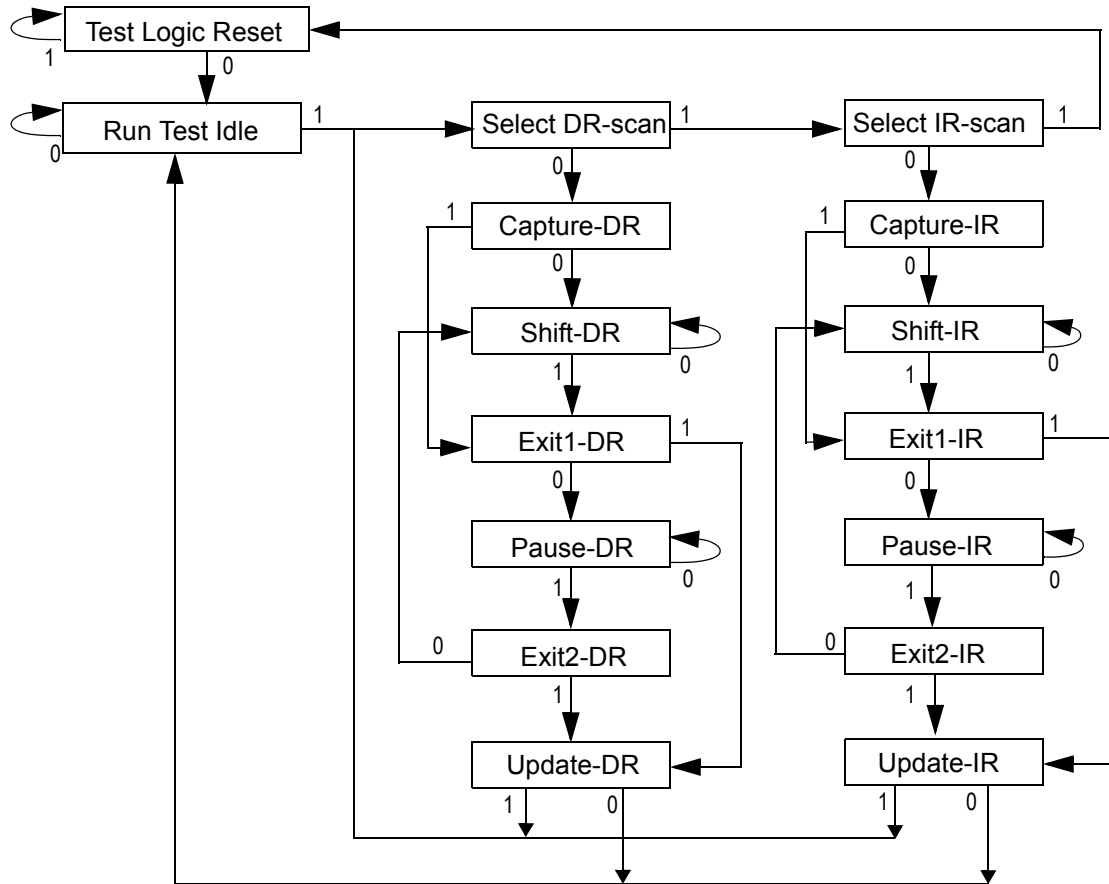 Test Logic Reset
1
0
Run Test Idle
1
0
Select DR-scan
1
0
Select IR-scan
1
0
1
Capture-DR
0
1
Capture-IR
0
Shift-DR
0
1
Shift-IR
0
1
Exit1-DR
1
0
Exit1-IR
1
0
Pause-DR
0
1
Pause-IR
0
1
0
Exit2-DR
1
0
Exit2-IR
1
Update-DR
1
0
Update-IR
1
0